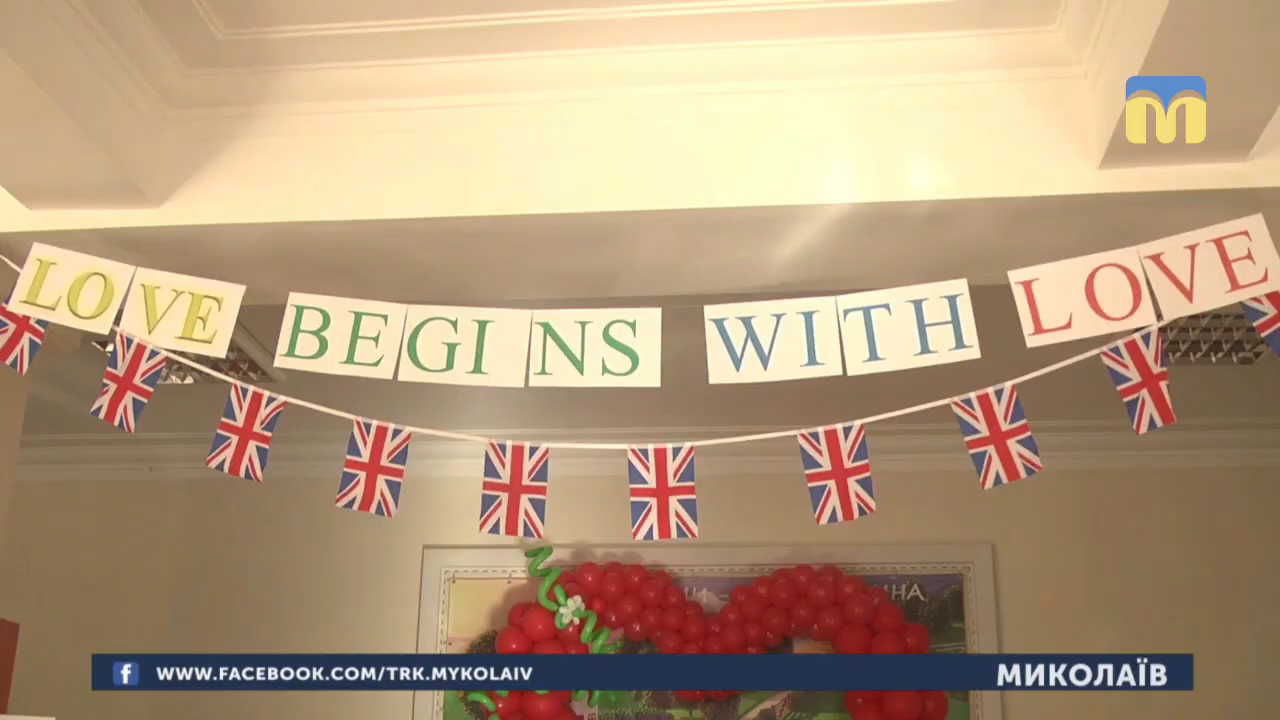 LOVE BEGINS WITH LOVE
WWW.FACEBOOK.COM/TRK.MYKOLAIV
МИКОЛАЇВ